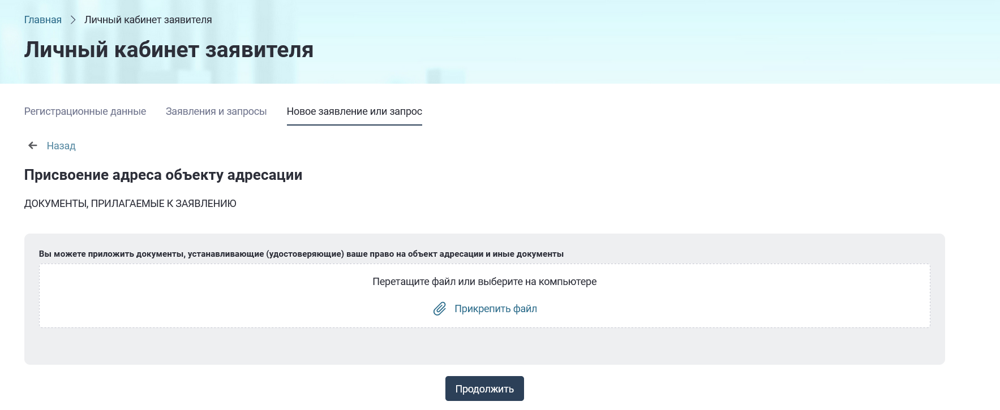 Главная > Личный кабинет заявителя
Личный кабинет заявителя
Регистрационные данные Заявления и запросы Новое заявление или запрос
← Назад
Присвоение адреса объекту адресации
ДОКУМЕНТЫ, ПРИЛАГАЕМЫЕ К ЗАЯВЛЕНИЮ
Вы можете приложить документы, устанавливающие (удостоверяющие) ваше право на объект адресации и иные документы
Перетащите файл или выберите на компьютере
Прикрепить файл
Продолжить